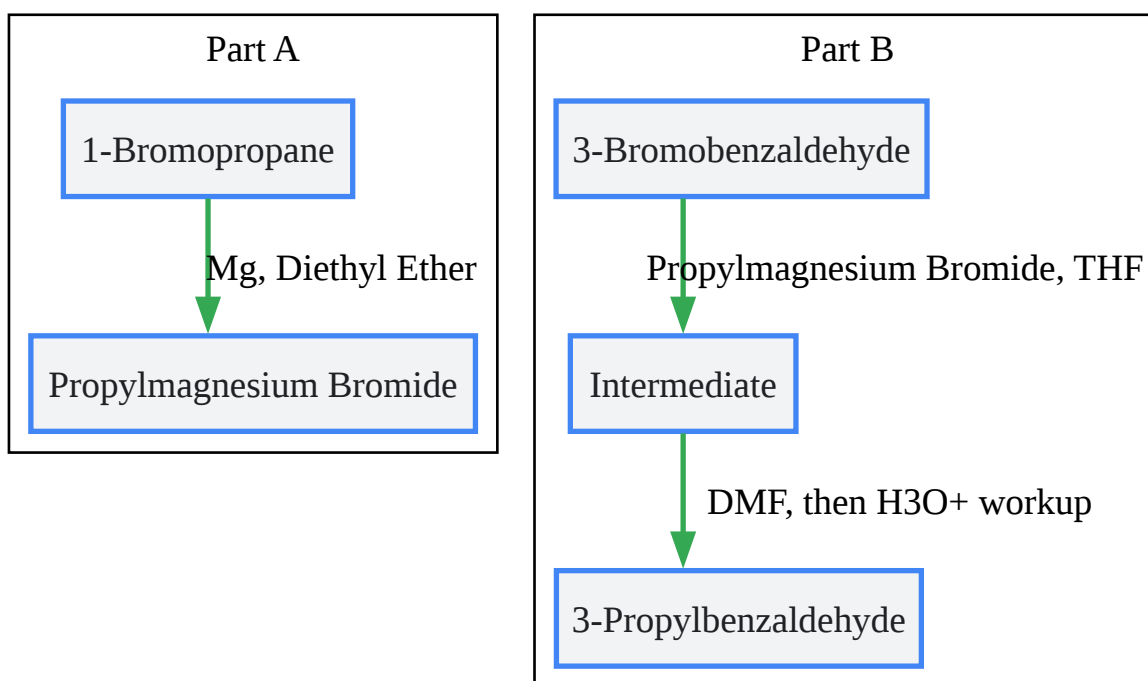 Part A
1-Bromopropane
Mg, Diethyl Ether
Propylmagnesium Bromide
Part B
3-Bromobenzaldehyde
Propylmagnesium Bromide, THF
Intermediate
DMF, then H3O+ workup
3-Propylbenzaldehyde